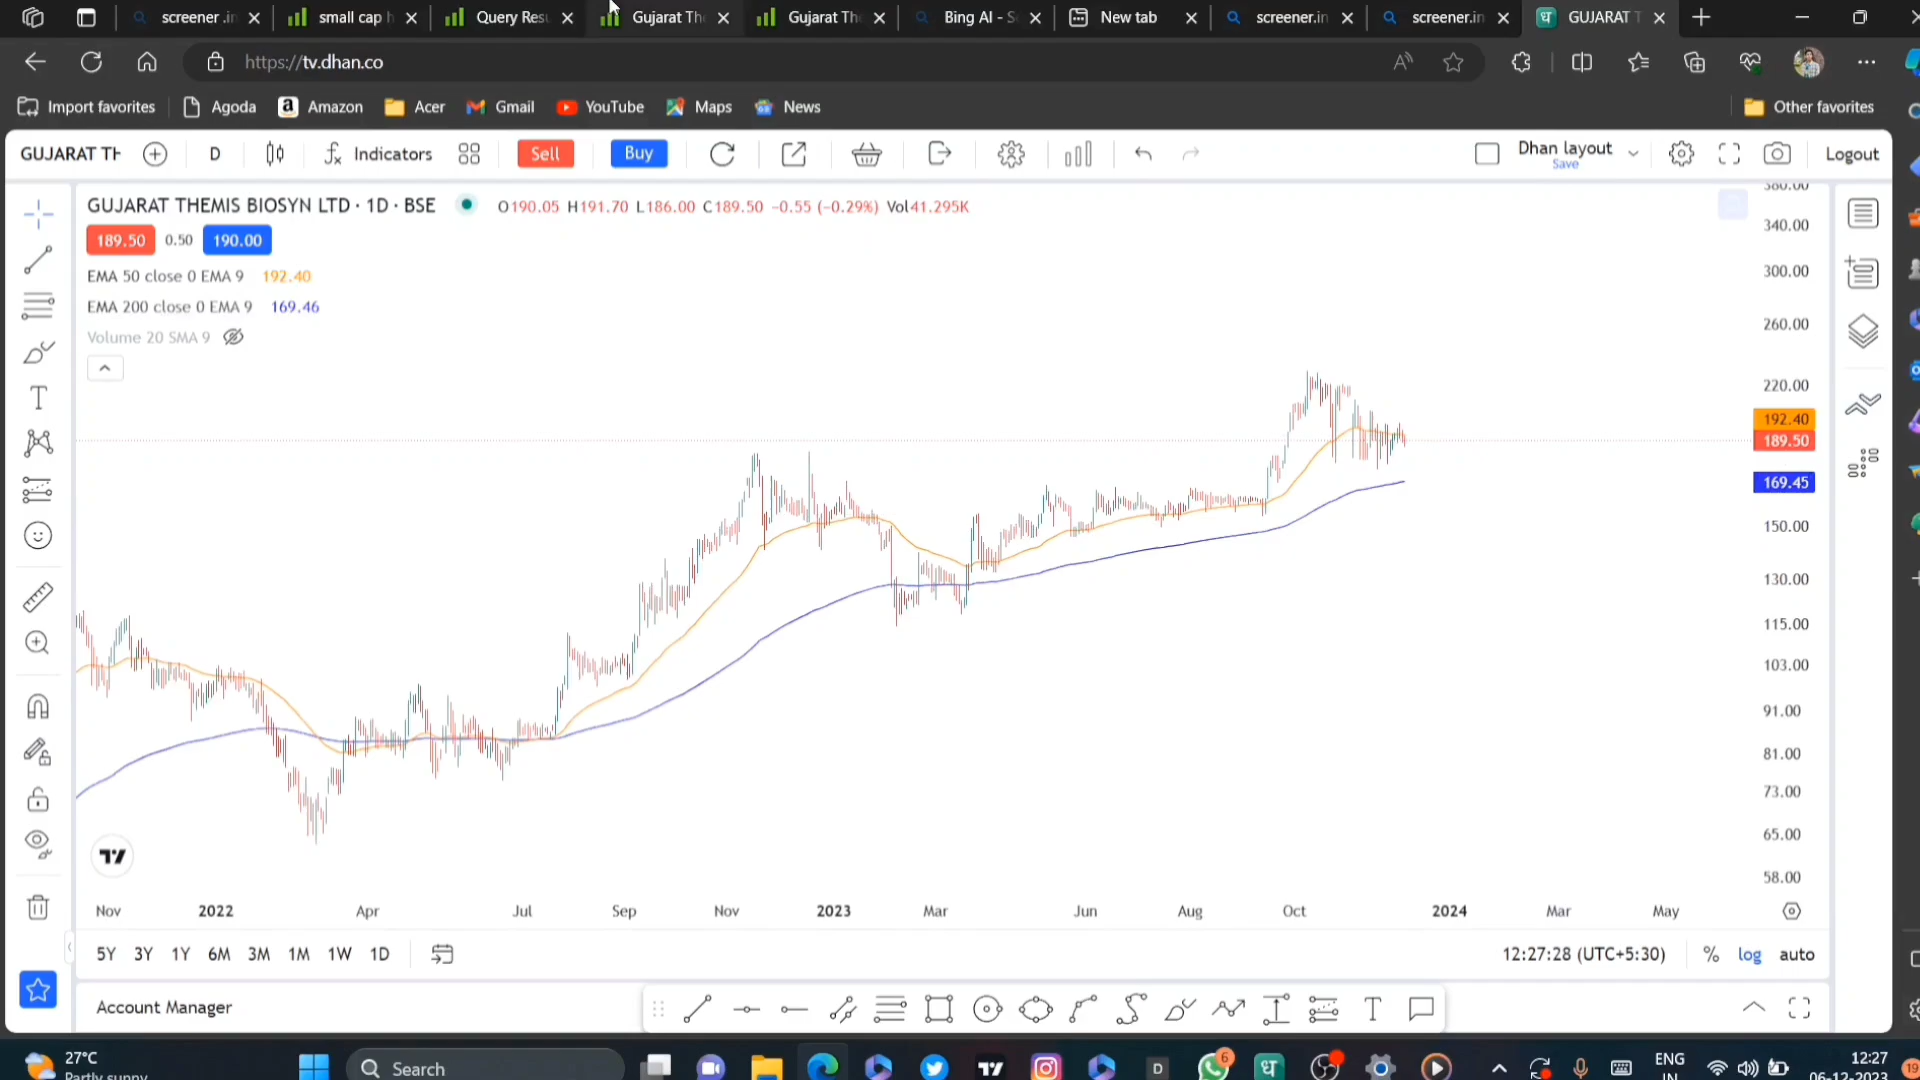 screener .in
small cap h
Query Resu
Gujarat The
Gujarat The
Bing AI - Se
New tab
screener.in
screener.in
GUJARAT T
https://tv.dhan.co
Import favorites
Agoda
Amazon
Acer
Gmail
YouTube
Maps
News
Other favorites
GUJARAT TH
D
Indicators
Sell
Buy
Dhan layout
Save
Logout
GUJARAT THEMIS BIOSYN LTD · 1D · BSE
O190.05 H191.70 L186.00 C189.50 −0.55 (−0.29%) Vol41.295K
189.50 0.50 190.00
EMA 50 close 0 EMA 9 192.40
EMA 200 close 0 EMA 9 169.46
Volume 20 SMA 9
380.00
340.00
300.00
260.00
220.00
192.40
189.50
169.45
150.00
130.00
115.00
103.00
91.00
81.00
73.00
65.00
58.00
Nov 2022 Apr Jul Sep Nov 2023 Mar Jun Aug Oct 2024 Mar May
5Y 3Y 1Y 6M 3M 1M 1W 1D
12:27:28 (UTC+5:30) % log auto
Account Manager
27°C
Partly sunny
Search
D
6
ENG
IN
12:27
06-12-2023
19